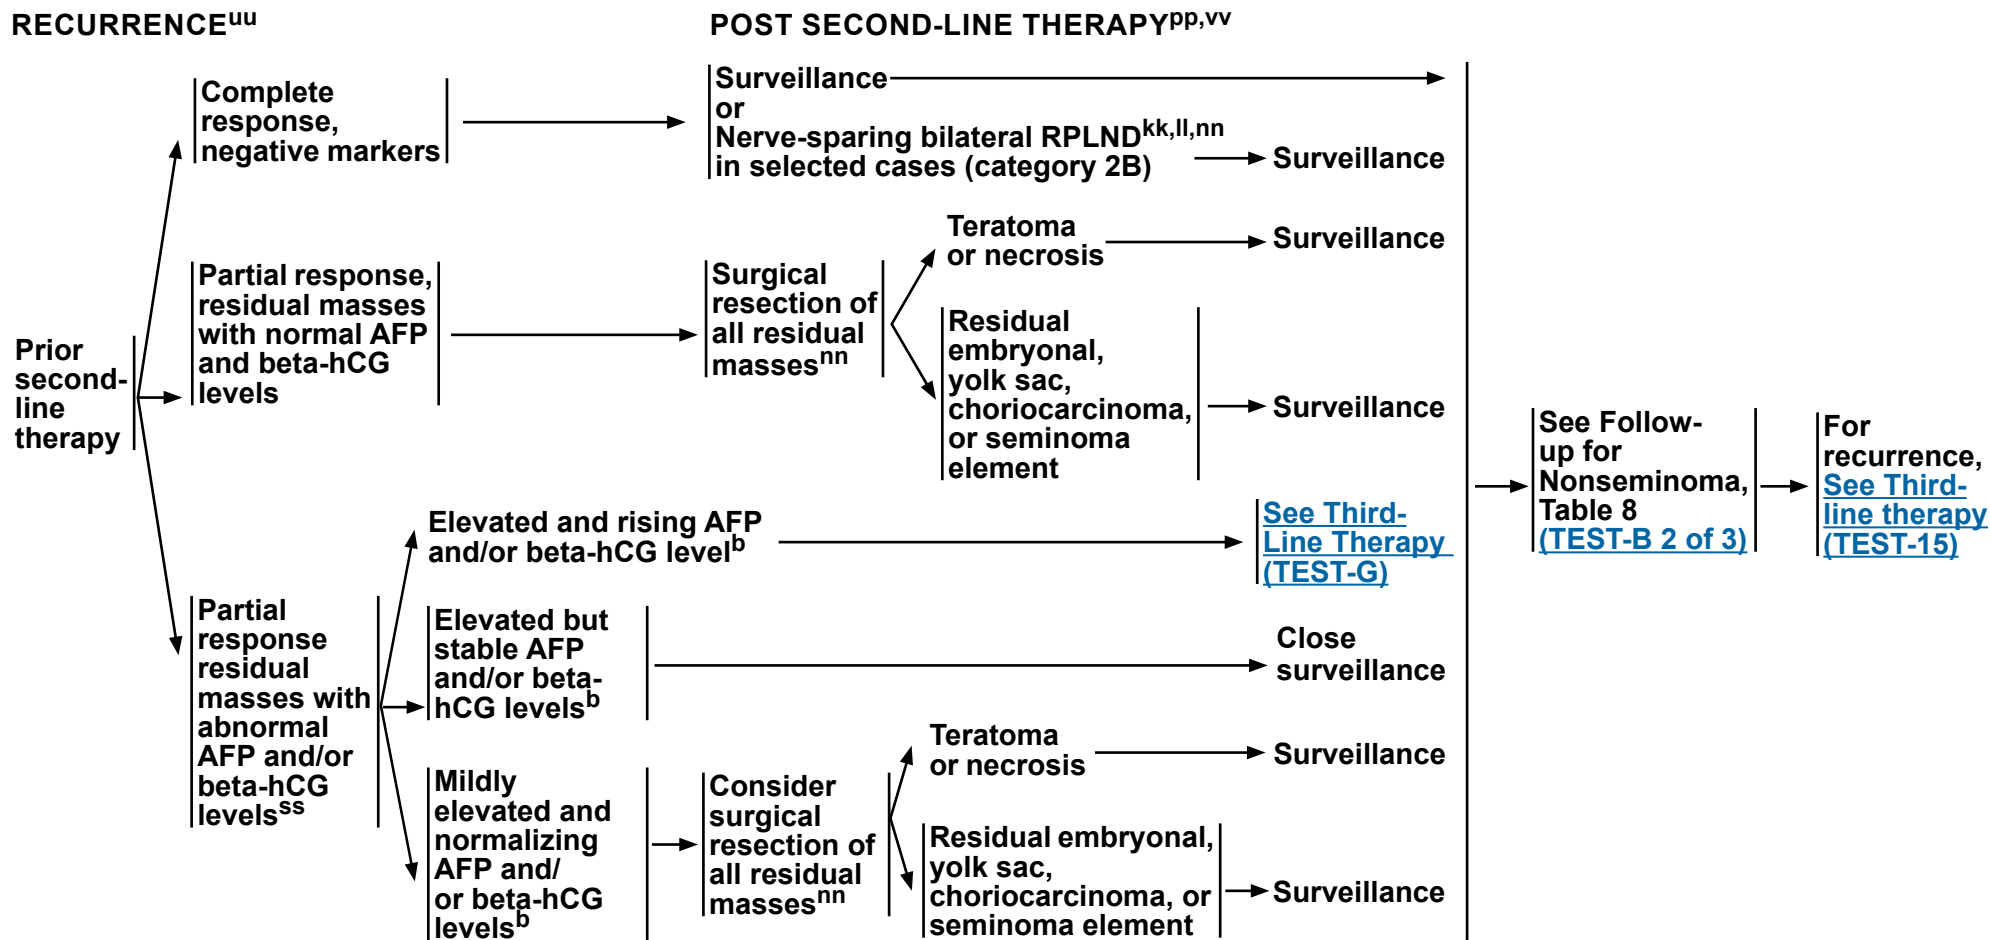 RECURRENCEuu
POST SECOND-LINE THERAPYpp,vv
Prior
second-
line
therapy
Complete
response,
negative markers
Surveillance
or
Nerve-sparing bilateral RPLNDkk,ll,nn
in selected cases (category 2B)
Surveillance
Partial response,
residual masses
with normal AFP
and beta-hCG
levels
Surgical
resection of
all residual
massesnn
Teratoma
or necrosis
Surveillance
Residual
embryonal,
yolk sac,
choriocarcinoma,
or seminoma
element
Surveillance
Partial
response
residual
masses with
abnormal
AFP and/or
beta-hCG
levelsss
Elevated and rising AFP
and/or beta-hCG levelb
See Third-
Line Therapy
(TEST-G)
Elevated but
stable AFP
and/or beta-
hCG levelsb
Close
surveillance
Mildly
elevated and
normalizing
AFP and/
or beta-hCG
levelsb
Consider
surgical
resection of
all residual
massesnn
Teratoma
or necrosis
Surveillance
Residual embryonal,
yolk sac,
choriocarcinoma, or
seminoma element
Surveillance
See Follow-
up for
Nonseminoma,
Table 8
(TEST-B 2 of 3)
For
recurrence,
See Third-
line therapy
(TEST-15)